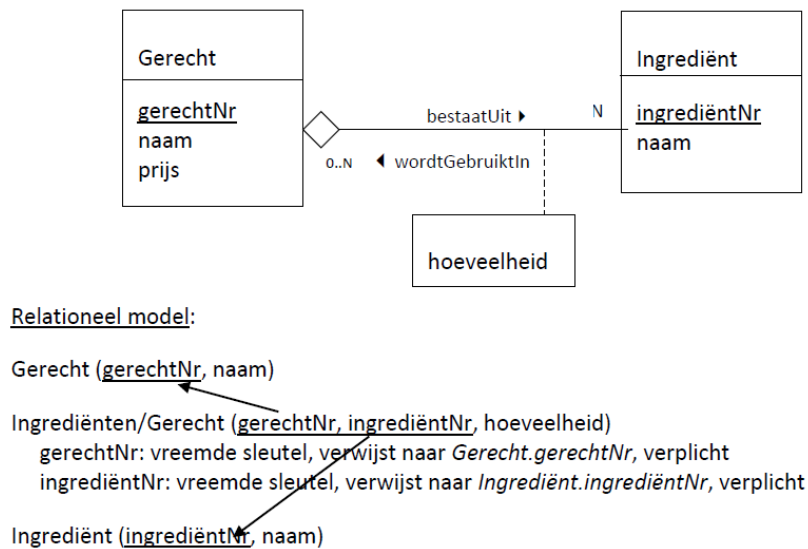 Gerecht
gerechtNr
naam
prijs
bestaatUit
N
0..N
wordtGebruiktIn
Ingrediënt
ingrediëntNr
naam
hoeveelheid
Relationeel model:
Gerecht (gerechtNr, naam)
Ingrediënten/Gerecht (gerechtNr, ingrediëntNr, hoeveelheid)
gerechtNr: vreemde sleutel, verwijst naar Gerecht.gerechtNr, verplicht
ingrediëntNr: vreemde sleutel, verwijst naar Ingrediënt.ingrediëntNr, verplicht
Ingrediënt (ingrediëntNr, naam)